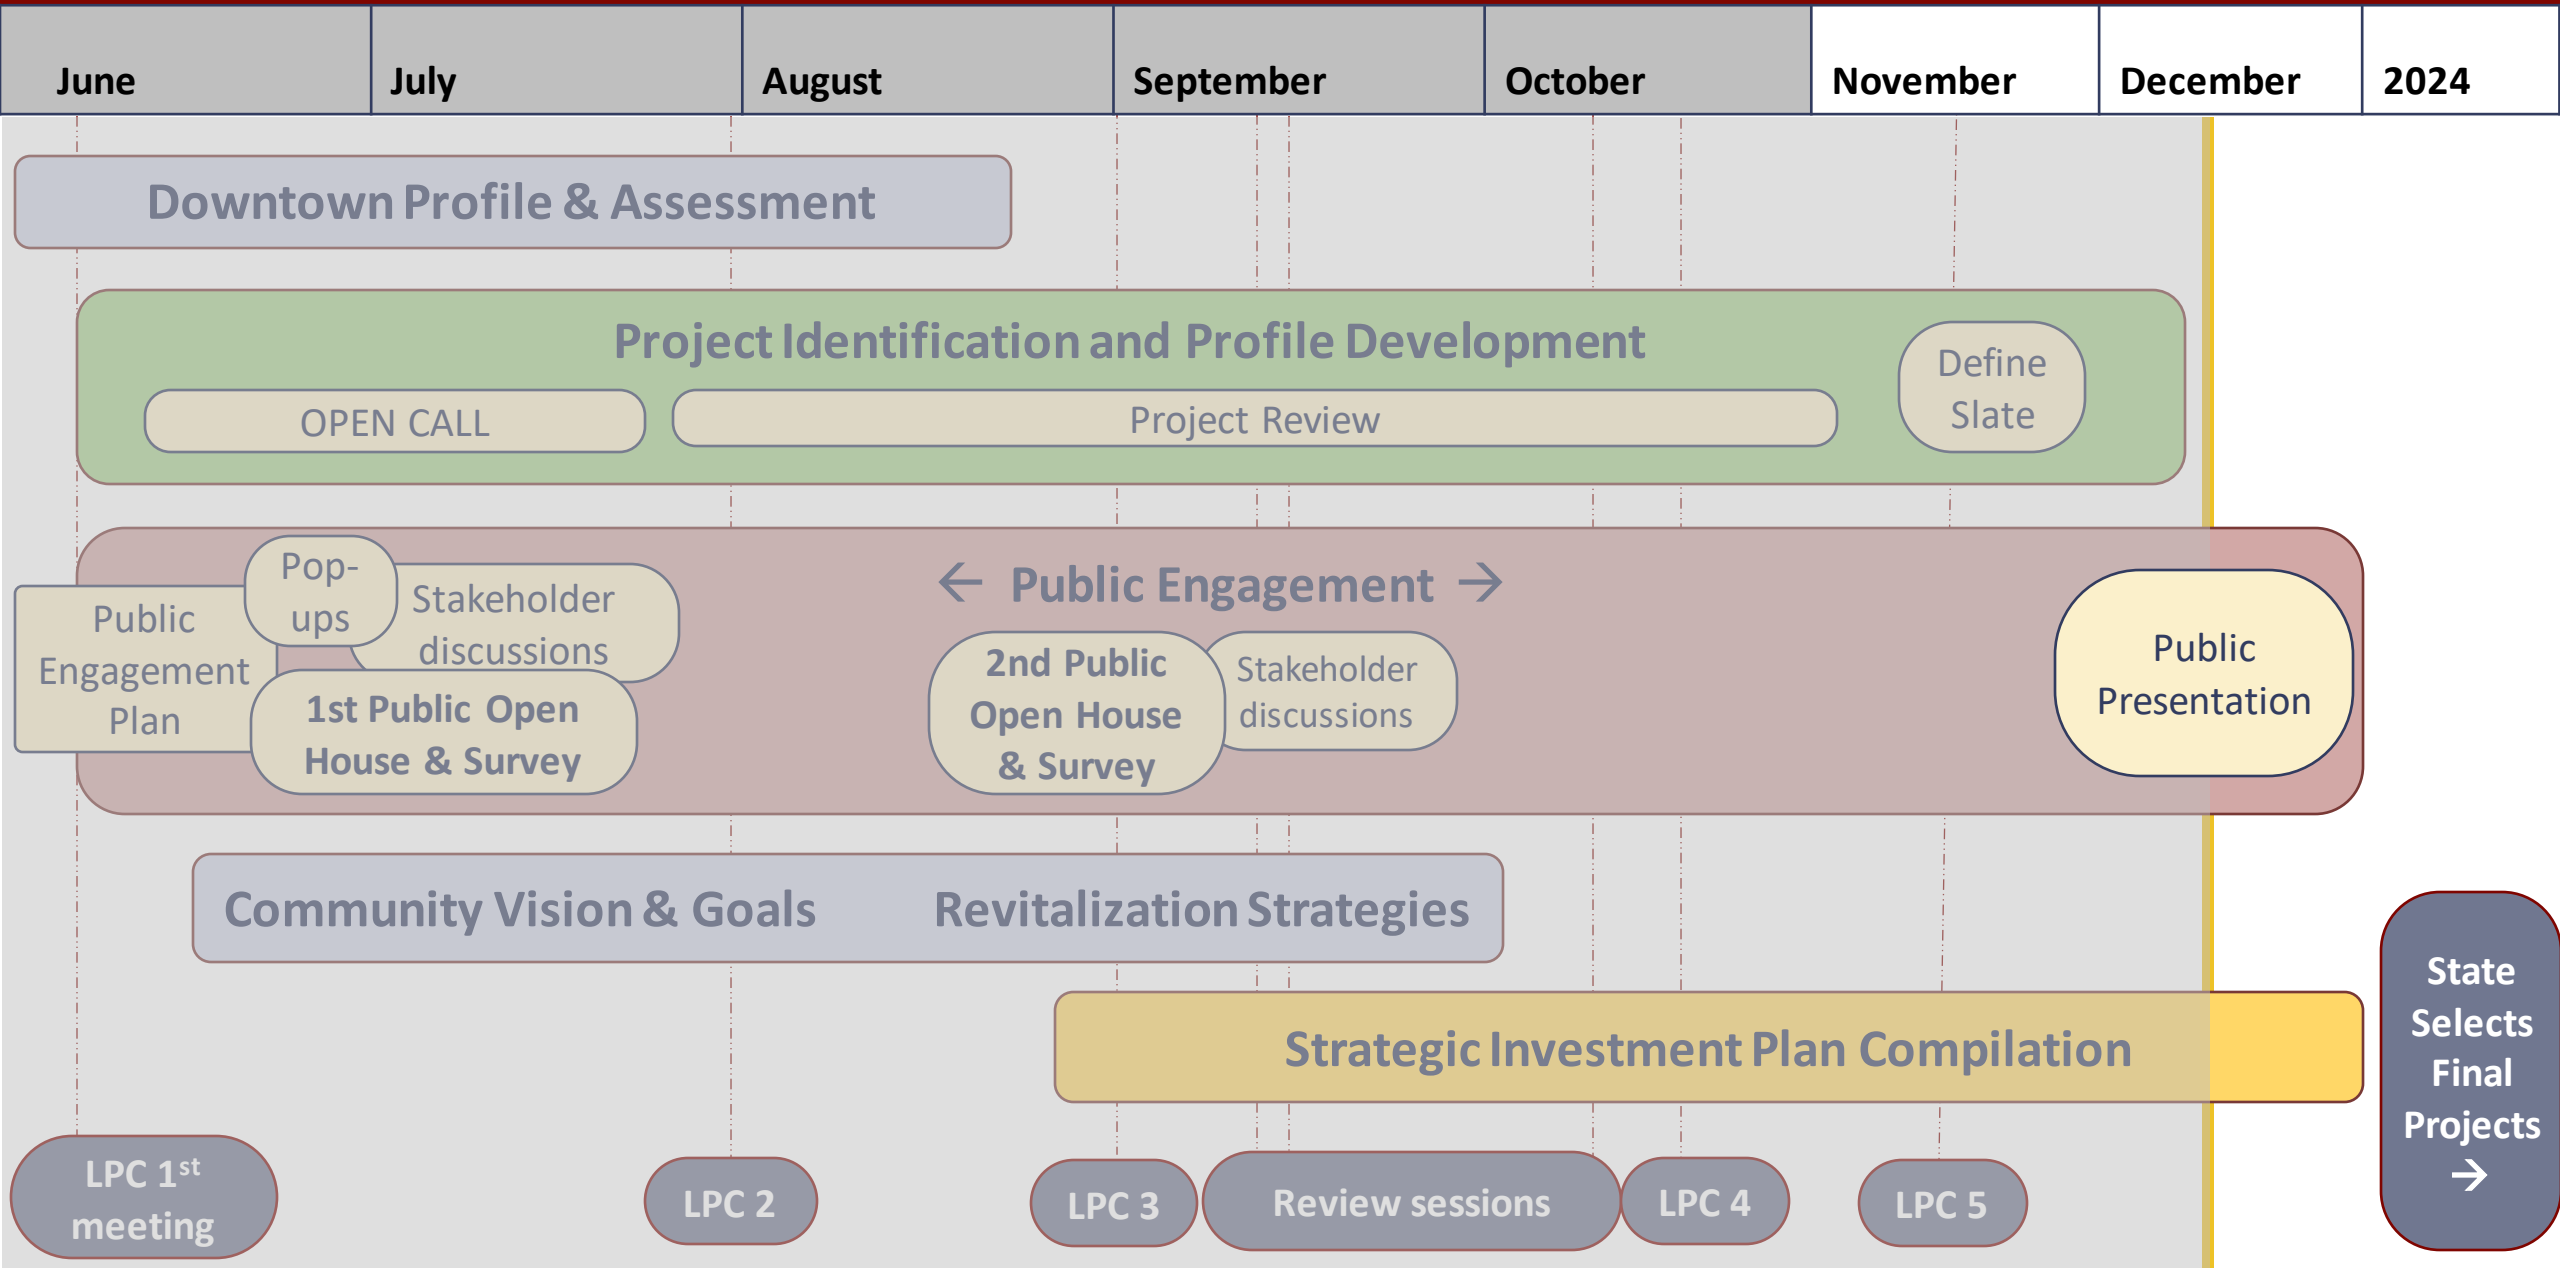 June
July
August
September
October
November
December
2024
Downtown Profile & Assessment
Project Identification and Profile Development
OPEN CALL
Project Review
Define
Slate
Public
Engagement
Plan
Pop-
ups
Stakeholder
discussions
1st Public Open
House & Survey
← Public Engagement →
2nd Public
Open House
& Survey
Stakeholder
discussions
Public
Presentation
Community Vision & Goals
Revitalization Strategies
Strategic Investment Plan Compilation
State
Selects
Final
Projects
→
LPC 1st
meeting
LPC 2
LPC 3
Review sessions
LPC 4
LPC 5